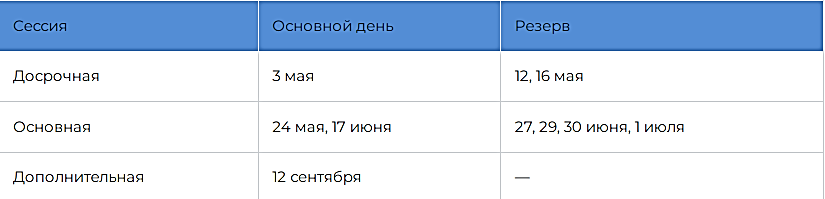 Сессия Основной день Резерв
Досрочная 3 мая 12, 16 мая
Основная 24 мая, 17 июня 27, 29, 30 июня, 1 июля
Дополнительная 12 сентября —